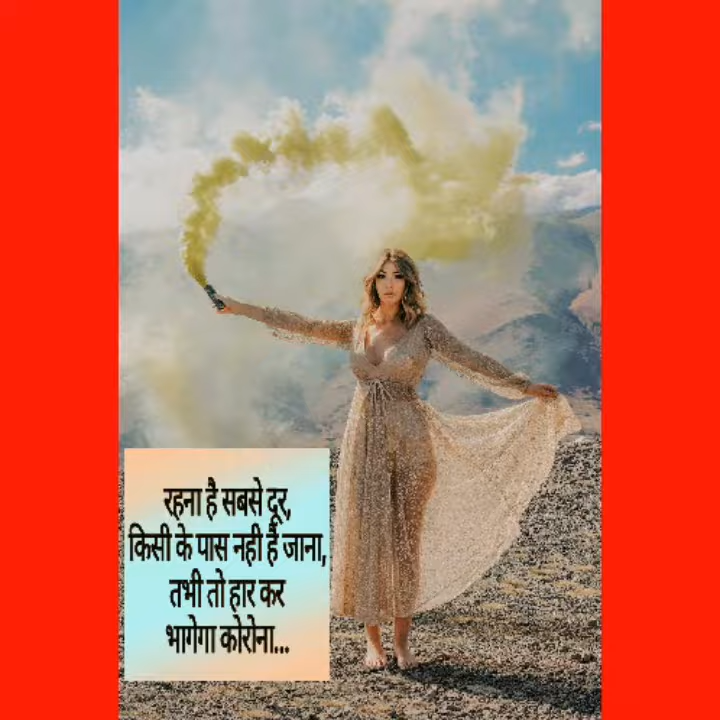 रहना है सबसे दूर,
किसी के पास नही है जाना,
तभी तो हार कर
भागेगा कोरोना...